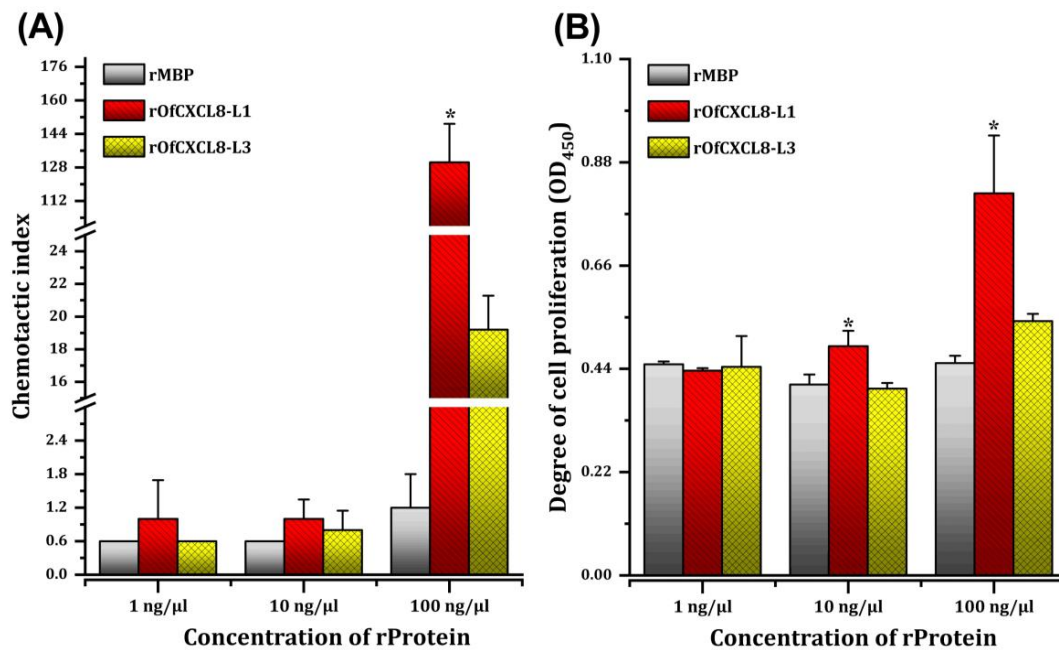 (A)
Chemotactic index
176
160
144
128
112
24
22
20
18
16
2.4
1.8
1.2
0.6
0.0
rMBP
rOfCXCL8-L1
rOfCXCL8-L3
*
1 ng/µl 10 ng/µl 100 ng/µl
Concentration of rProtein
(B)
Degree of cell proliferation (OD450)
1.10
0.88
0.66
0.44
0.22
0.00
rMBP
rOfCXCL8-L1
rOfCXCL8-L3
*
*
1 ng/µl 10 ng/µl 100 ng/µl
Concentration of rProtein